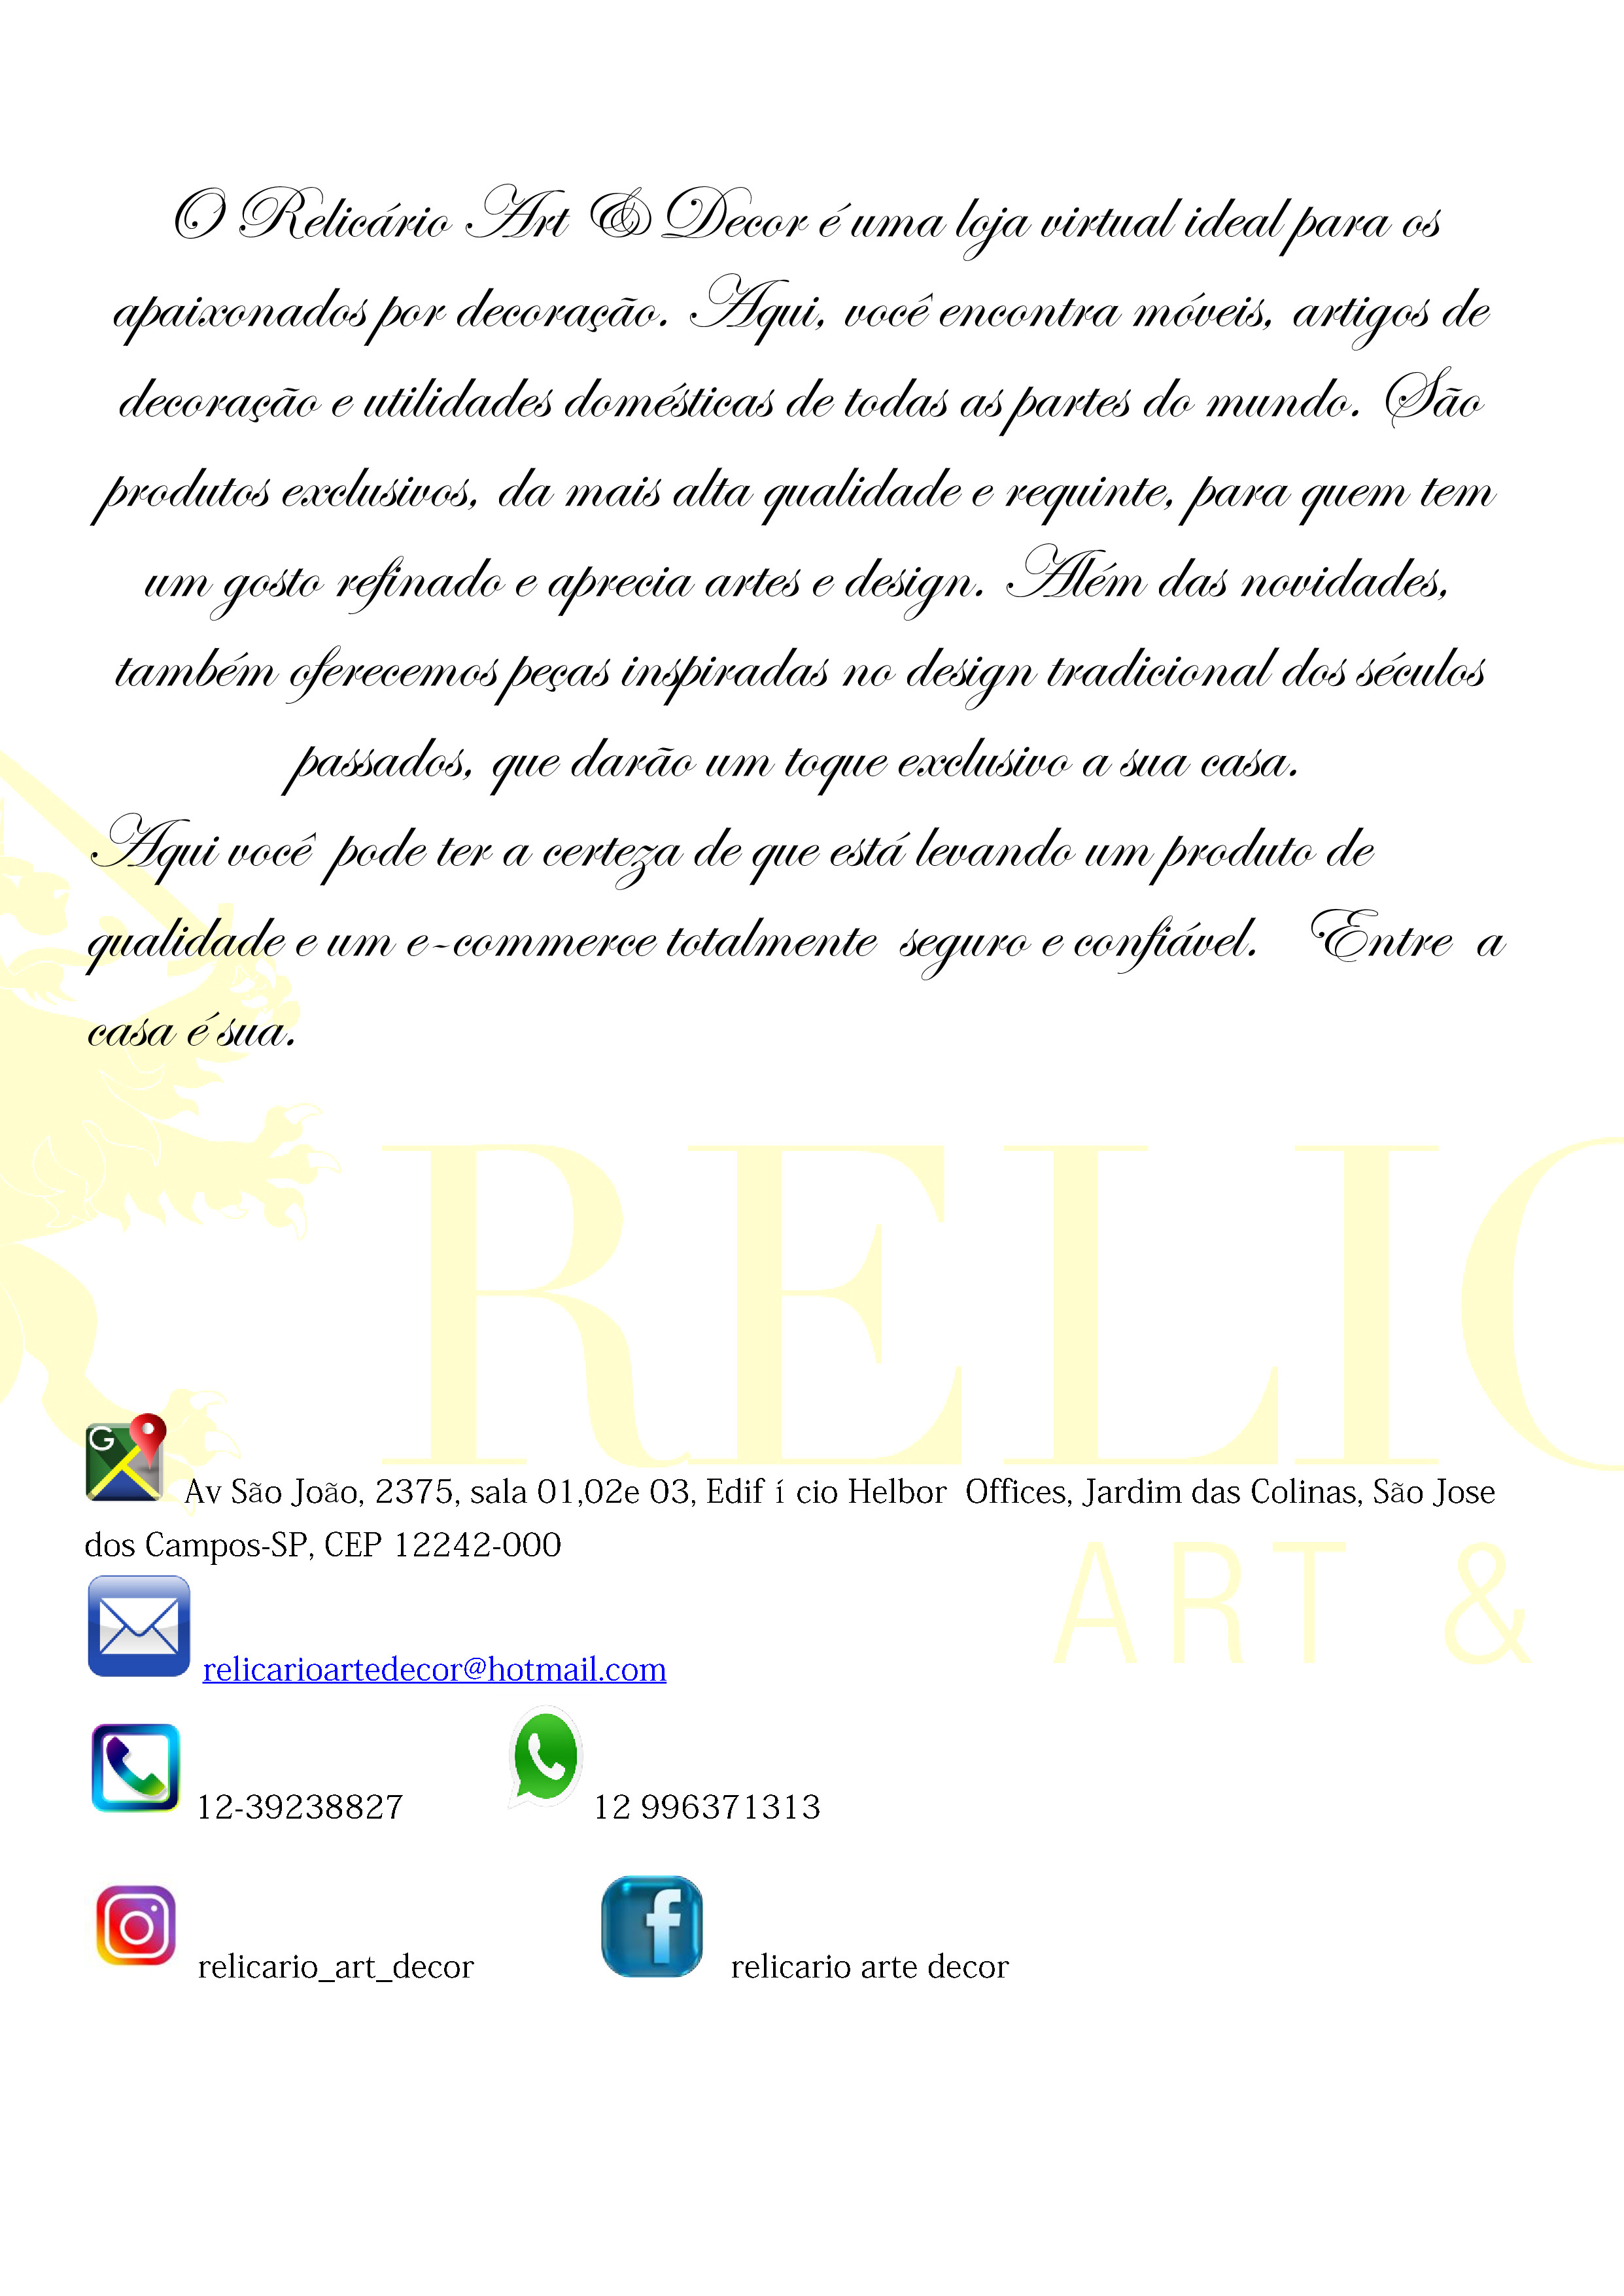 O Relicário Art & Decor é uma loja virtual ideal para os
apaixonados por decoração. Aqui, você encontra móveis, artigos de
decoração e utilidades domésticas de todas as partes do mundo. São
produtos exclusivos, da mais alta qualidade e requinte, para quem tem
um gosto refinado e aprecia artes e design. Além das novidades,
também oferecemos peças inspiradas no design tradicional dos séculos
passados, que darão um toque exclusivo a sua casa.
Aqui você pode ter a certeza de que está levando um produto de
qualidade e um e-commerce totalmente seguro e confiável. Entre a
casa é sua.
RELIC
G
Av São João, 2375, sala 01,02e 03, Edif í cio Helbor Offices, Jardim das Colinas, São Jose
dos Campos-SP, CEP 12242-000
ART &
relicarioartedecor@hotmail.com
12-39238827 12 996371313
f
relicario_art_decor relicario arte decor